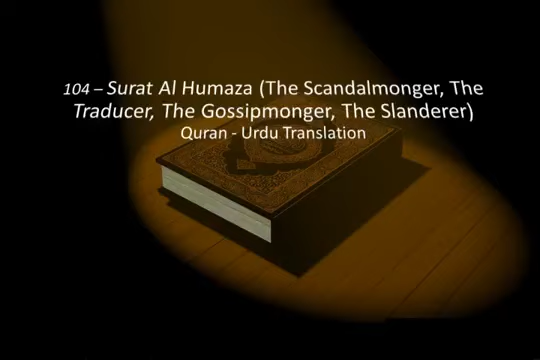 104 – Surat Al Humaza (The Scandalmonger, The
Traducer, The Gossipmonger, The Slanderer)
Quran - Urdu Translation